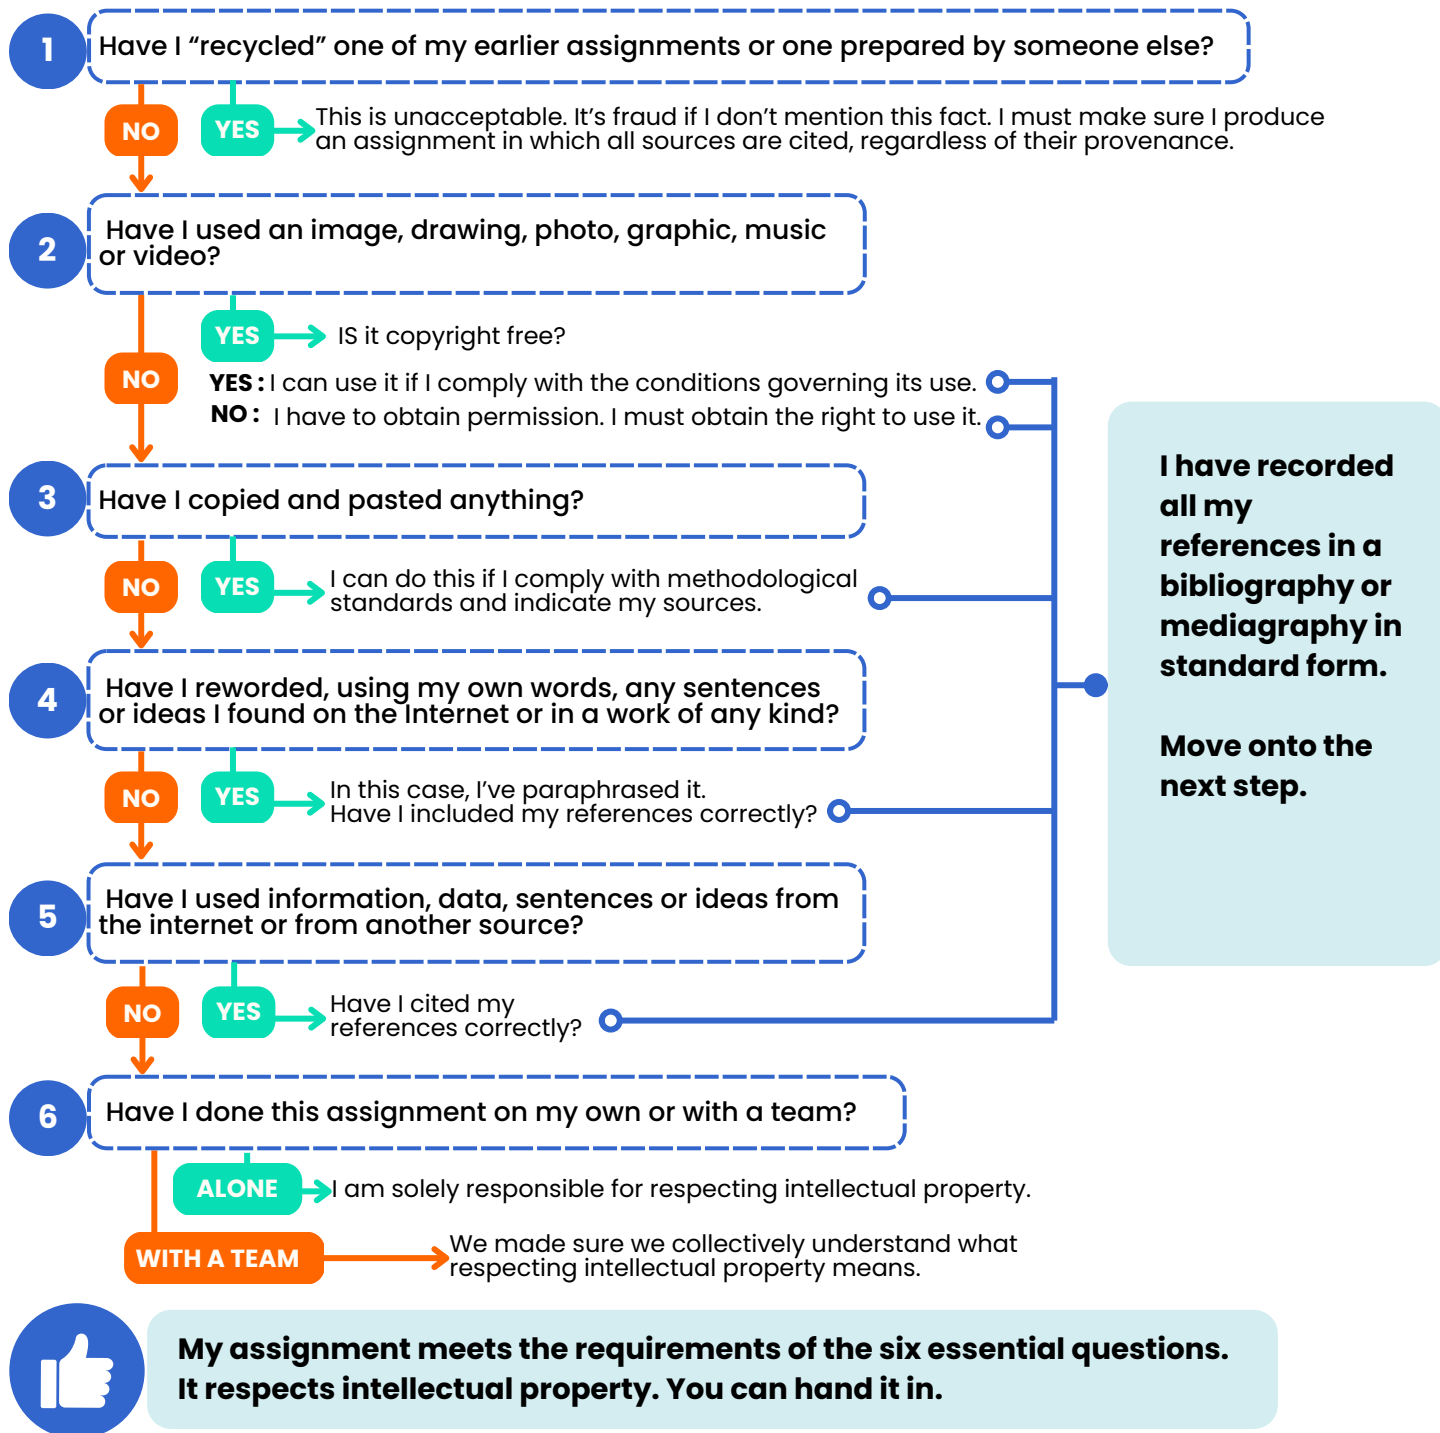 1
Have I “recycled” one of my earlier assignments or one prepared by someone else?
NO
YES
This is unacceptable. It’s fraud if I don’t mention this fact. I must make sure I produce
an assignment in which all sources are cited, regardless of their provenance.
2
Have I used an image, drawing, photo, graphic, music
or video?
YES
IS it copyright free?
NO
YES : I can use it if I comply with the conditions governing its use.
NO : I have to obtain permission. I must obtain the right to use it.
3
Have I copied and pasted anything?
NO
YES
I can do this if I comply with methodological
standards and indicate my sources.
4
Have I reworded, using my own words, any sentences
or ideas I found on the Internet or in a work of any kind?
NO
YES
In this case, I’ve paraphrased it.
Have I included my references correctly?
5
Have I used information, data, sentences or ideas from
the internet or from another source?
NO
YES
Have I cited my
references correctly?
I have recorded
all my
references in a
bibliography or
mediagraphy in
standard form.
Move onto the
next step.
6
Have I done this assignment on my own or with a team?
ALONE
I am solely responsible for respecting intellectual property.
WITH A TEAM
We made sure we collectively understand what
respecting intellectual property means.
My assignment meets the requirements of the six essential questions.
It respects intellectual property. You can hand it in.